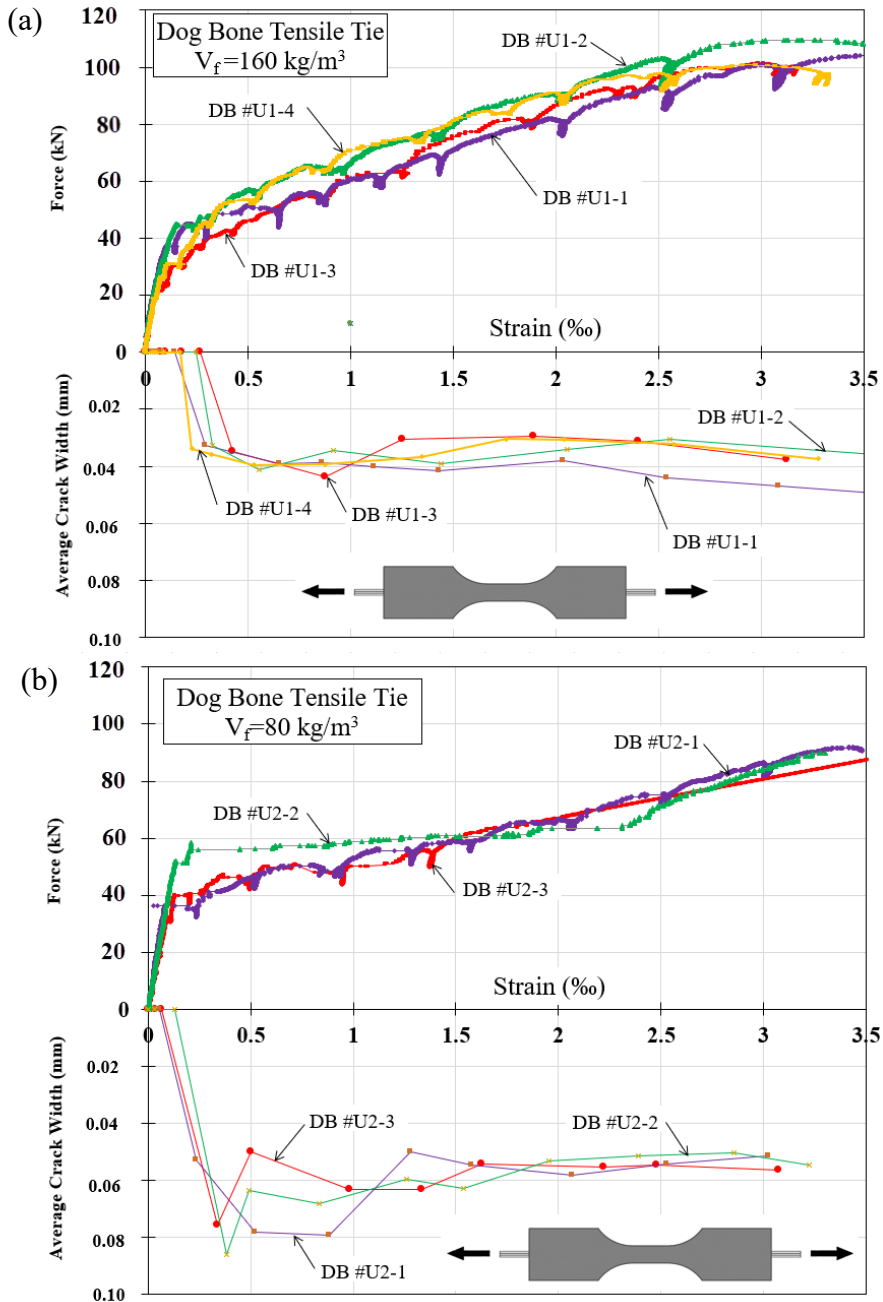 (a)
Dog Bone Tensile Tie
V_f=160 kg/m³
DB #U1-2
DB #U1-4
DB #U1-1
DB #U1-3
120
100
80
60
40
20
0
Force (kN)
Strain (‰)
0 0.5 1 1.5 2 2.5 3 3.5
0.02
0.04
0.06
0.08
0.10
Average Crack Width (mm)
DB #U1-2
DB #U1-4
DB #U1-3
DB #U1-1
(b)
Dog Bone Tensile Tie
V_f=80 kg/m³
DB #U2-1
DB #U2-2
DB #U2-3
120
100
80
60
40
20
0
Force (kN)
Strain (‰)
0 0.5 1 1.5 2 2.5 3 3.5
0.02
0.04
0.06
0.08
0.10
Average Crack Width (mm)
DB #U2-3
DB #U2-2
DB #U2-1